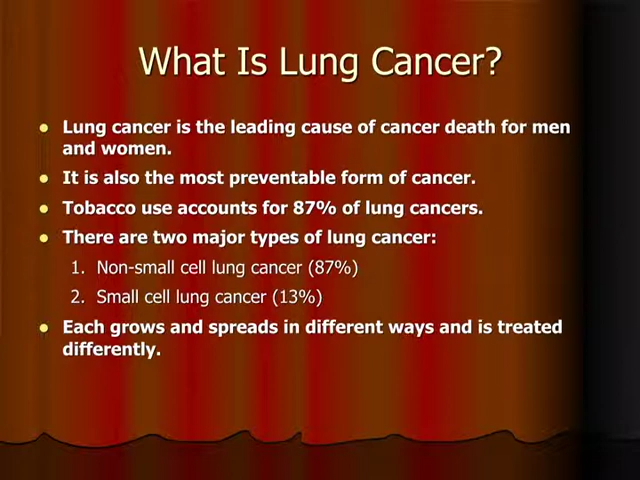 What Is Lung Cancer?
● Lung cancer is the leading cause of cancer death for men
and women.
● It is also the most preventable form of cancer.
● Tobacco use accounts for 87% of lung cancers.
● There are two major types of lung cancer:
1. Non-small cell lung cancer (87%)
2. Small cell lung cancer (13%)
● Each grows and spreads in different ways and is treated
differently.